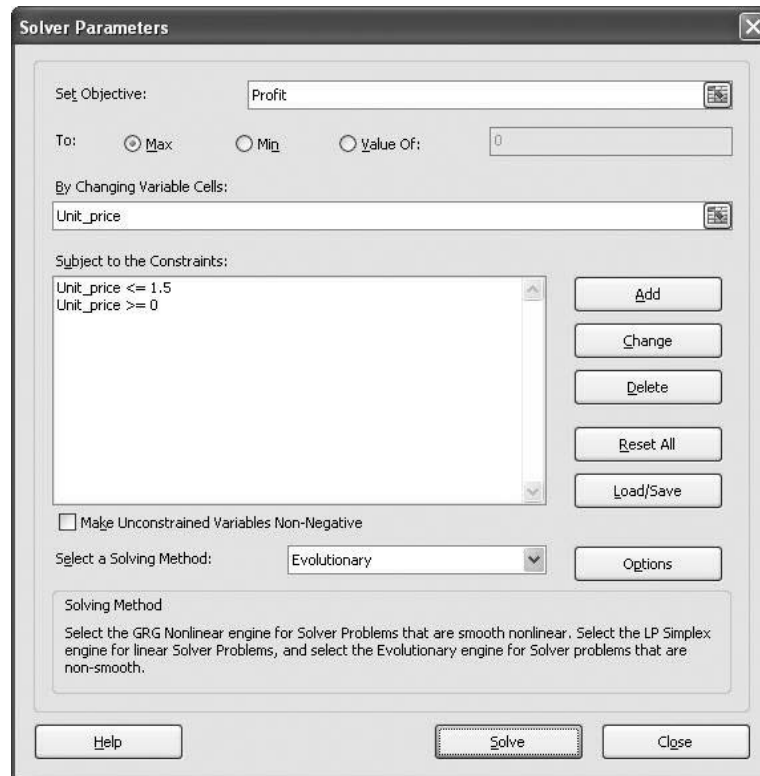 Solver Parameters
Set Objective:
Profit
To:
Max
Min
Value Of:
0
By Changing Variable Cells:
Unit_price
Subject to the Constraints:
Unit_price <= 1.5
Unit_price >= 0
Add
Change
Delete
Reset All
Load/Save
Make Unconstrained Variables Non-Negative
Select a Solving Method:
Evolutionary
Options
Solving Method
Select the GRG Nonlinear engine for Solver Problems that are smooth nonlinear. Select the LP Simplex
engine for linear Solver Problems, and select the Evolutionary engine for Solver problems that are
non-smooth.
Help
Solve
Close